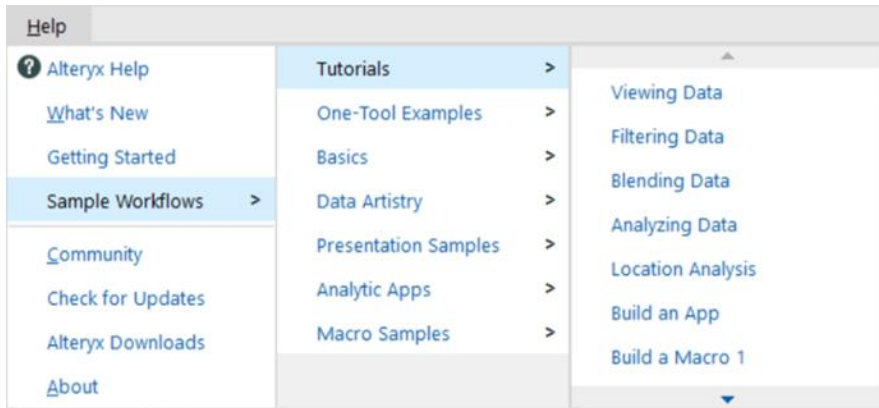 Help
Alteryx Help
What's New
Getting Started
Sample Workflows >
Community
Check for Updates
Alteryx Downloads
About
Tutorials >
One-Tool Examples >
Basics >
Data Artistry >
Presentation Samples >
Analytic Apps >
Macro Samples >
Viewing Data
Filtering Data
Blending Data
Analyzing Data
Location Analysis
Build an App
Build a Macro 1